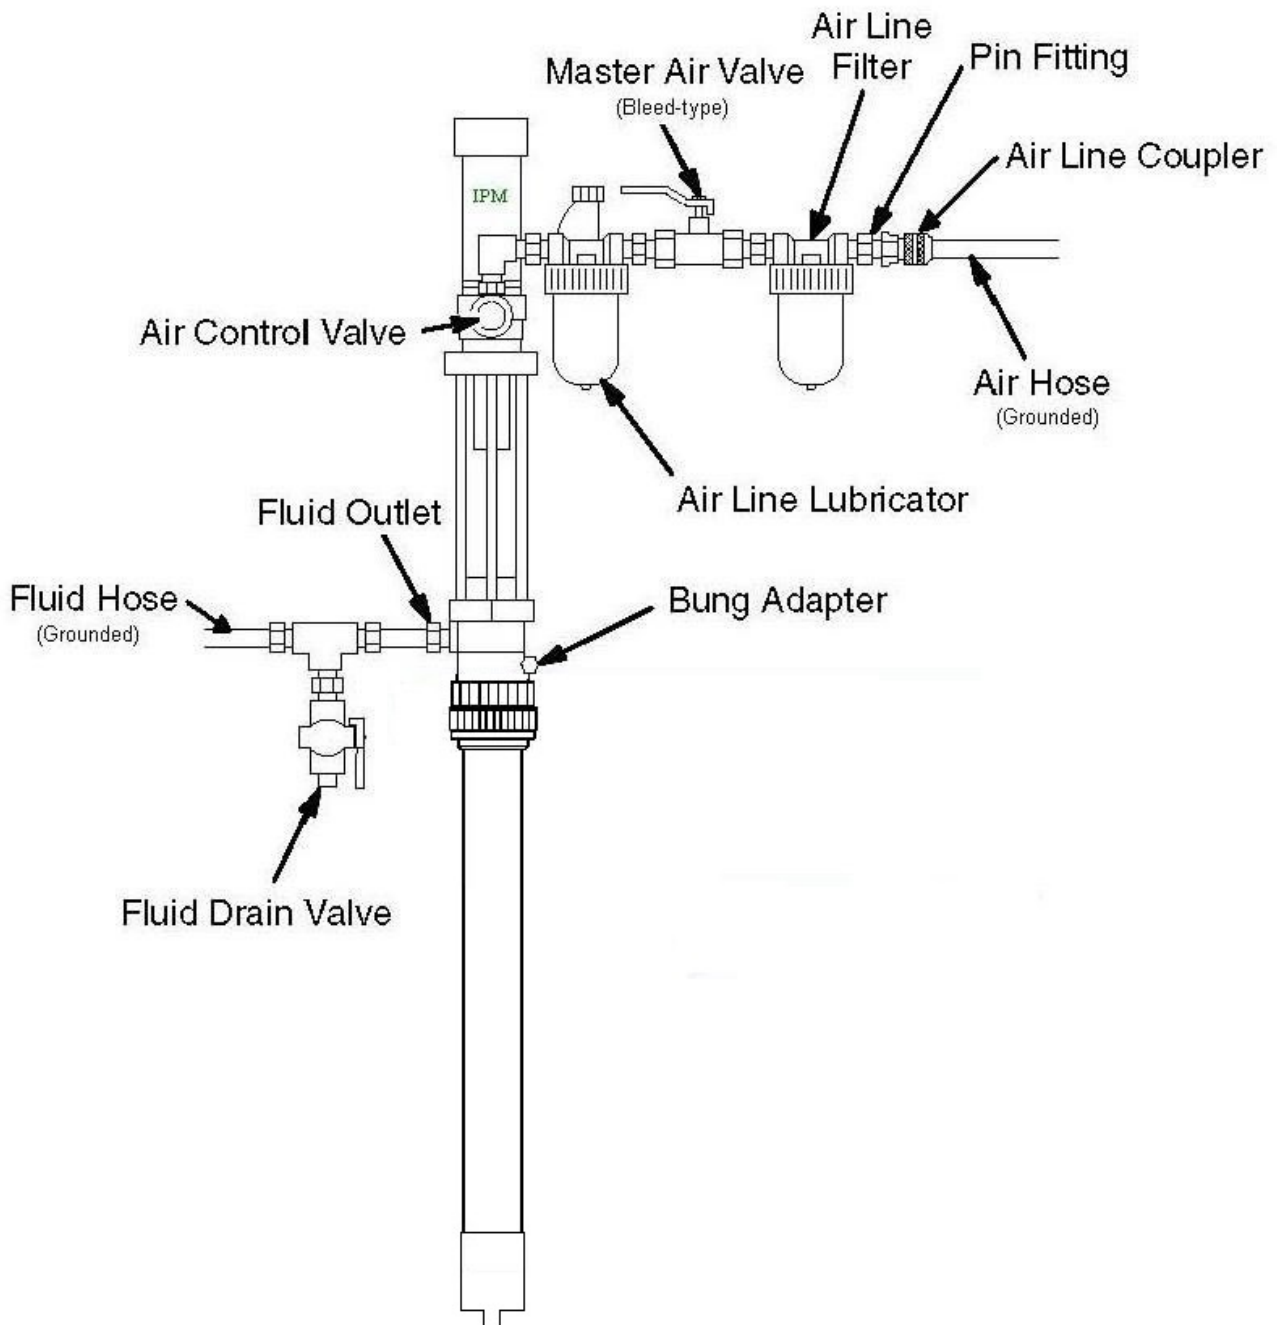 Air Line
Filter
Pin Fitting
Master Air Valve
(Bleed-type)
Air Line Coupler
IPM
Air Control Valve
Air Hose
(Grounded)
Air Line Lubricator
Fluid Outlet
Fluid Hose
(Grounded)
Bung Adapter
Fluid Drain Valve